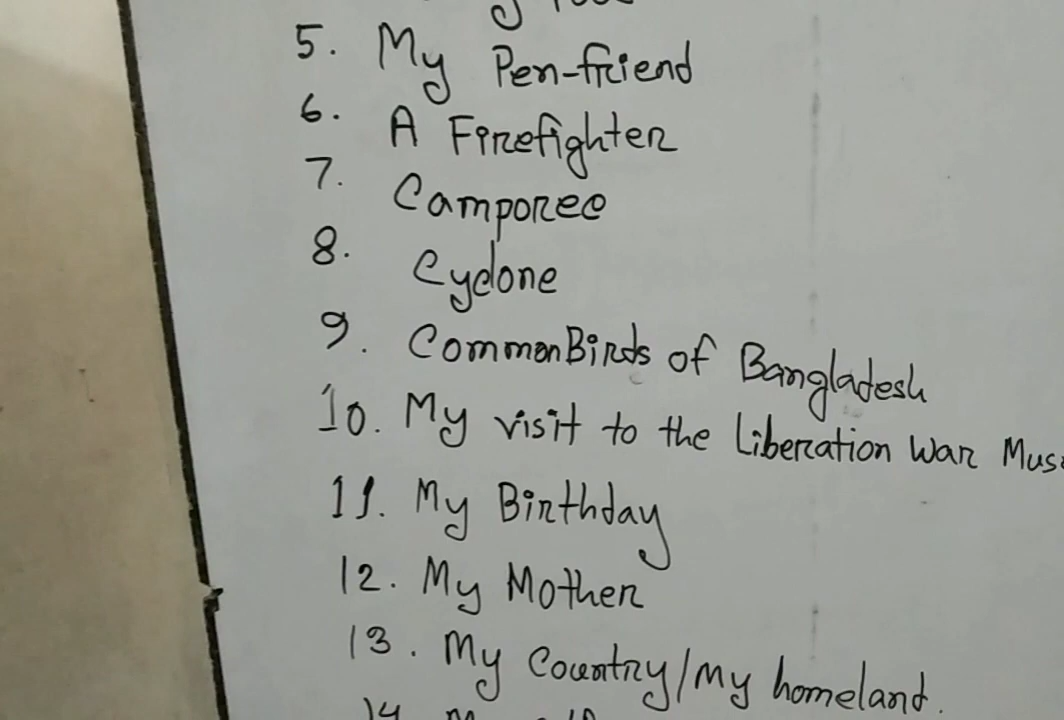 5. My Pen-friend
6. A Firefighter
7. Camporee
8. Cyclone
9. Common Birds of Bangladesh
10. My visit to the Liberation War
11. My Birthday
12. My Mother
13. My Country/My homeland.
14